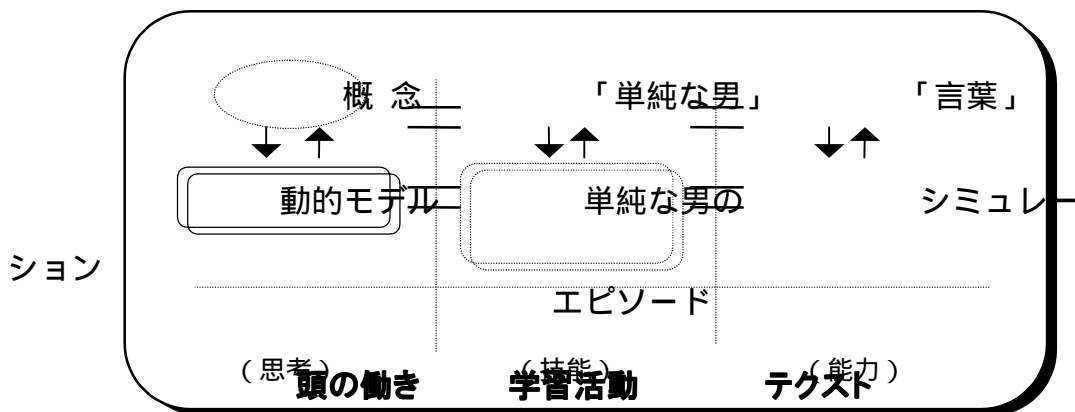 概 念 「単純な男」 「言葉」
動的モデル 単純な男の シミュレー
ション
エピソード
(思考) (技能) (能力)
頭の働き 学習活動 テクスト